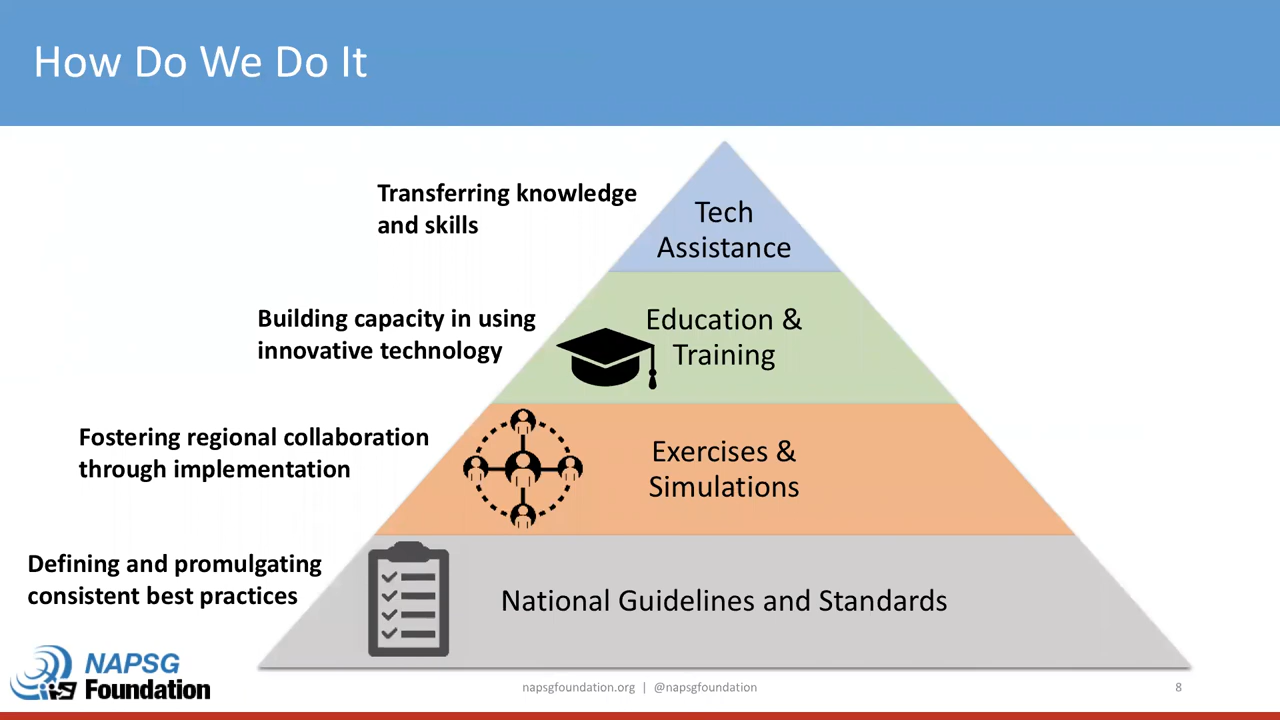 How Do We Do It
Transferring knowledge
and skills
Tech
Assistance
Building capacity in using
innovative technology
Education &
Training
Fostering regional collaboration
through implementation
Exercises &
Simulations
Defining and promulgating
consistent best practices
National Guidelines and Standards
NAPSG
Foundation
napsgfoundation.org | @napsgfoundation
8